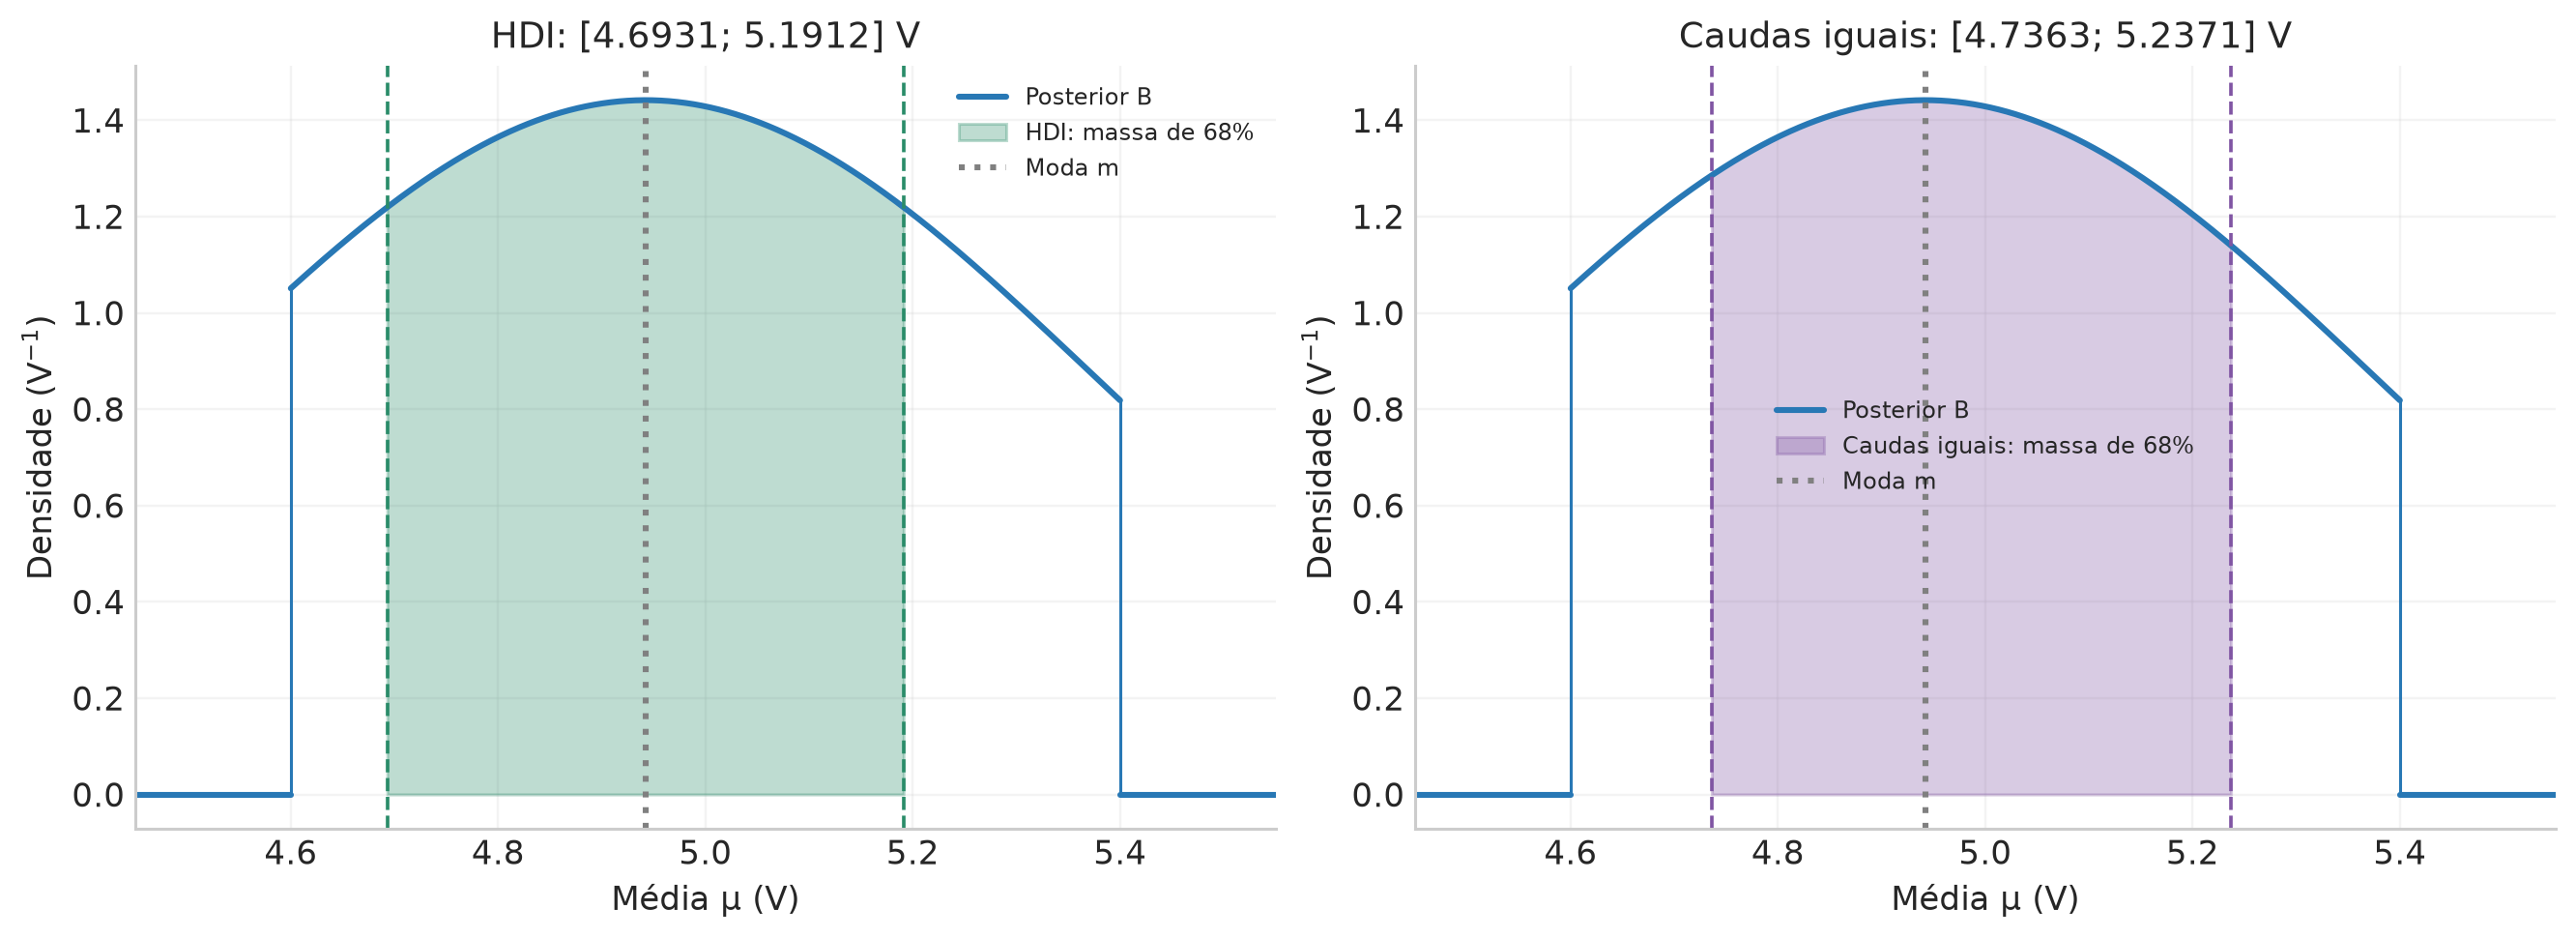 HDI: [4.6931; 5.1912] V
Densidade (V⁻¹)
1.4
1.2
1.0
0.8
0.6
0.4
0.2
0.0
Posterior B
HDI: massa de 68%
Moda m
4.6 4.8 5.0 5.2 5.4
Média μ (V)
Caudas iguais: [4.7363; 5.2371] V
Densidade (V⁻¹)
1.4
1.2
1.0
0.8
0.6
0.4
0.2
0.0
Posterior B
Caudas iguais: massa de 68%
Moda m
4.6 4.8 5.0 5.2 5.4
Média μ (V)